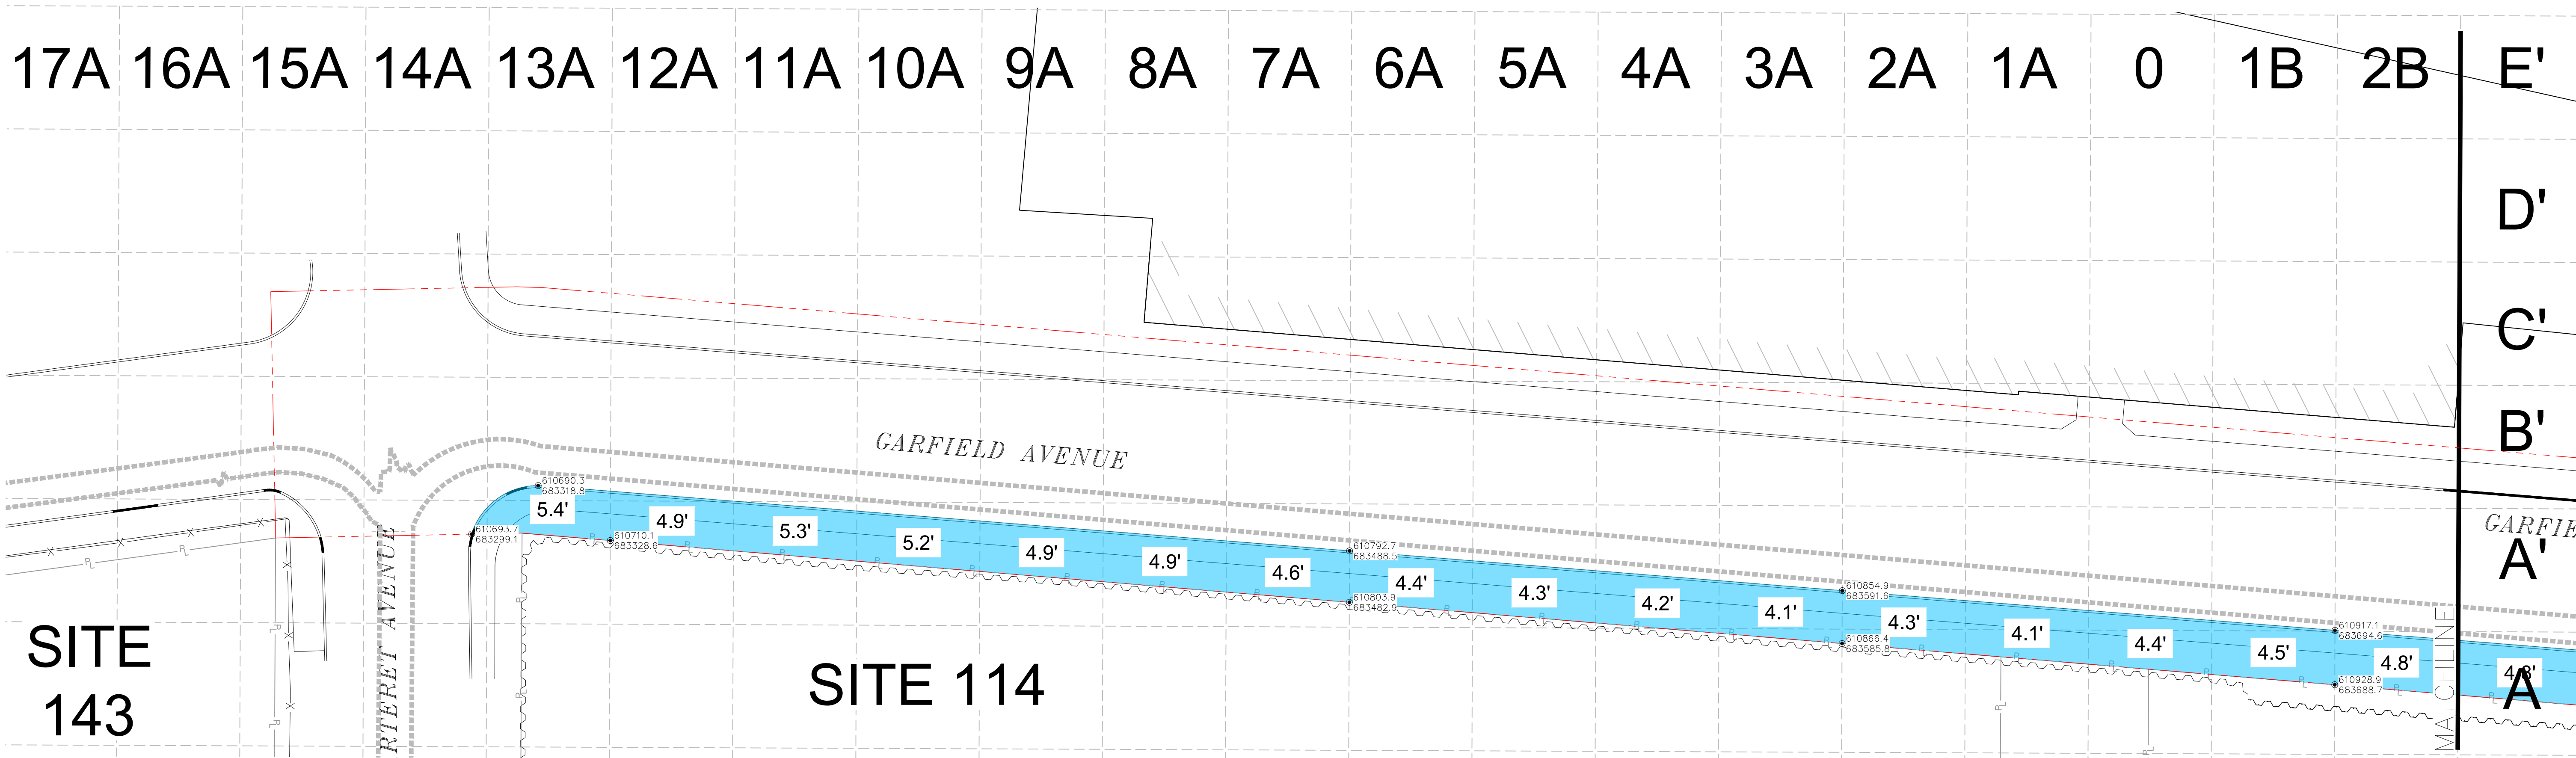 17A 16A 15A 14A 13A 12A 11A 10A 9A 8A 7A 6A 5A 4A 3A 2A 1A 0 1B 2B E'
D'
C'
B'
GARFIELD AVENUE
GARFIE
A'
610690.3
683318.8
610693.7
683299.1
610710.1
683328.6
610792.7
683488.5
610803.9
683482.9
610854.9
683591.6
610866.4
683585.8
610917.1
683694.6
610928.9
683688.7
5.4' 4.9' 5.3' 5.2' 4.9' 4.9' 4.6' 4.4' 4.3' 4.2' 4.1' 4.3' 4.1' 4.4' 4.5' 4.8' 4.8'
A
SITE
143
RTERET AVENUE
SITE 114
MATCHLINE